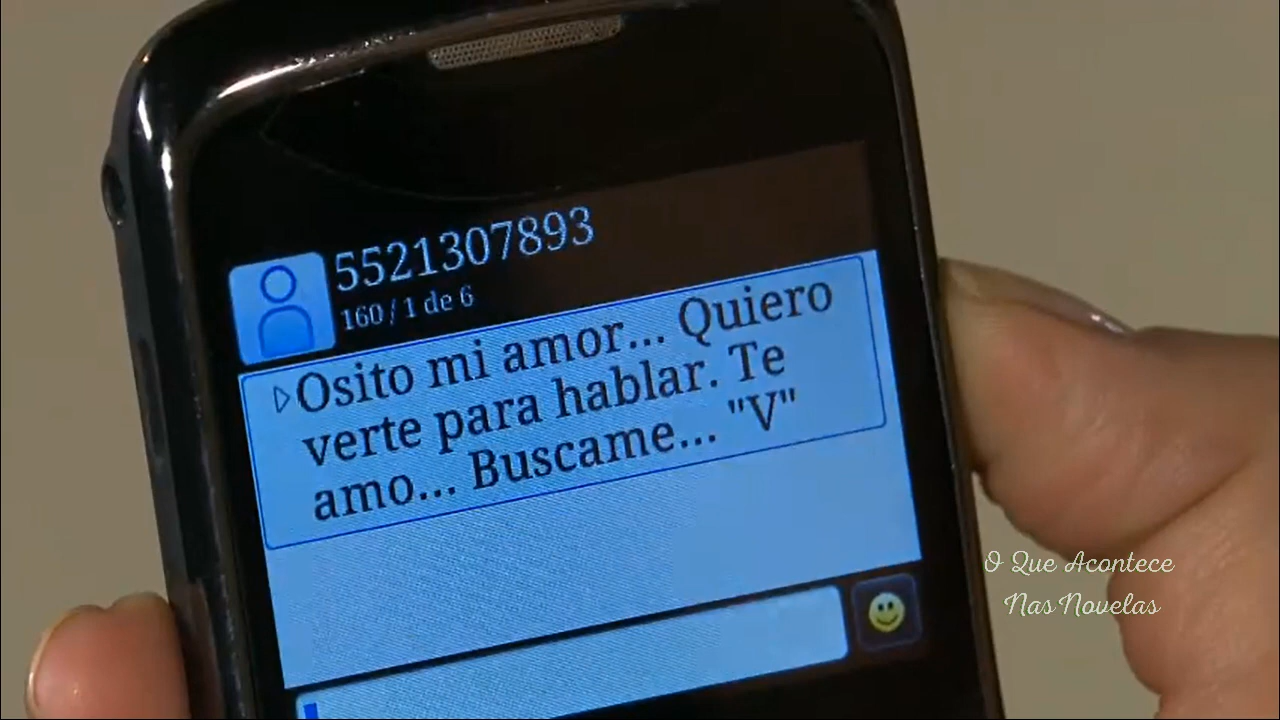 5521307893
160 / 1 de 6
Osito mi amor... Quiero
verte para hablar. Te
amo... Buscame... "V"
O Que Acontece
Nas Novelas